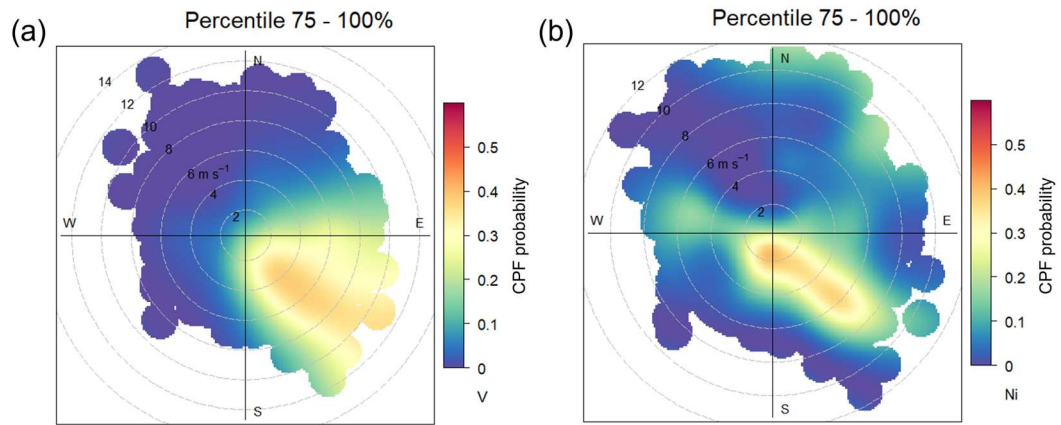 (a)
Percentile 75 - 100%
14
12
10
8
6 m s⁻¹
4
2
N
W
E
S
0.5
0.4
0.3
0.2
0.1
0
CPF probability
V
(b)
Percentile 75 - 100%
12
10
8
6 m s⁻¹
4
2
N
W
E
S
0.5
0.4
0.3
0.2
0.1
0
CPF probability
Ni